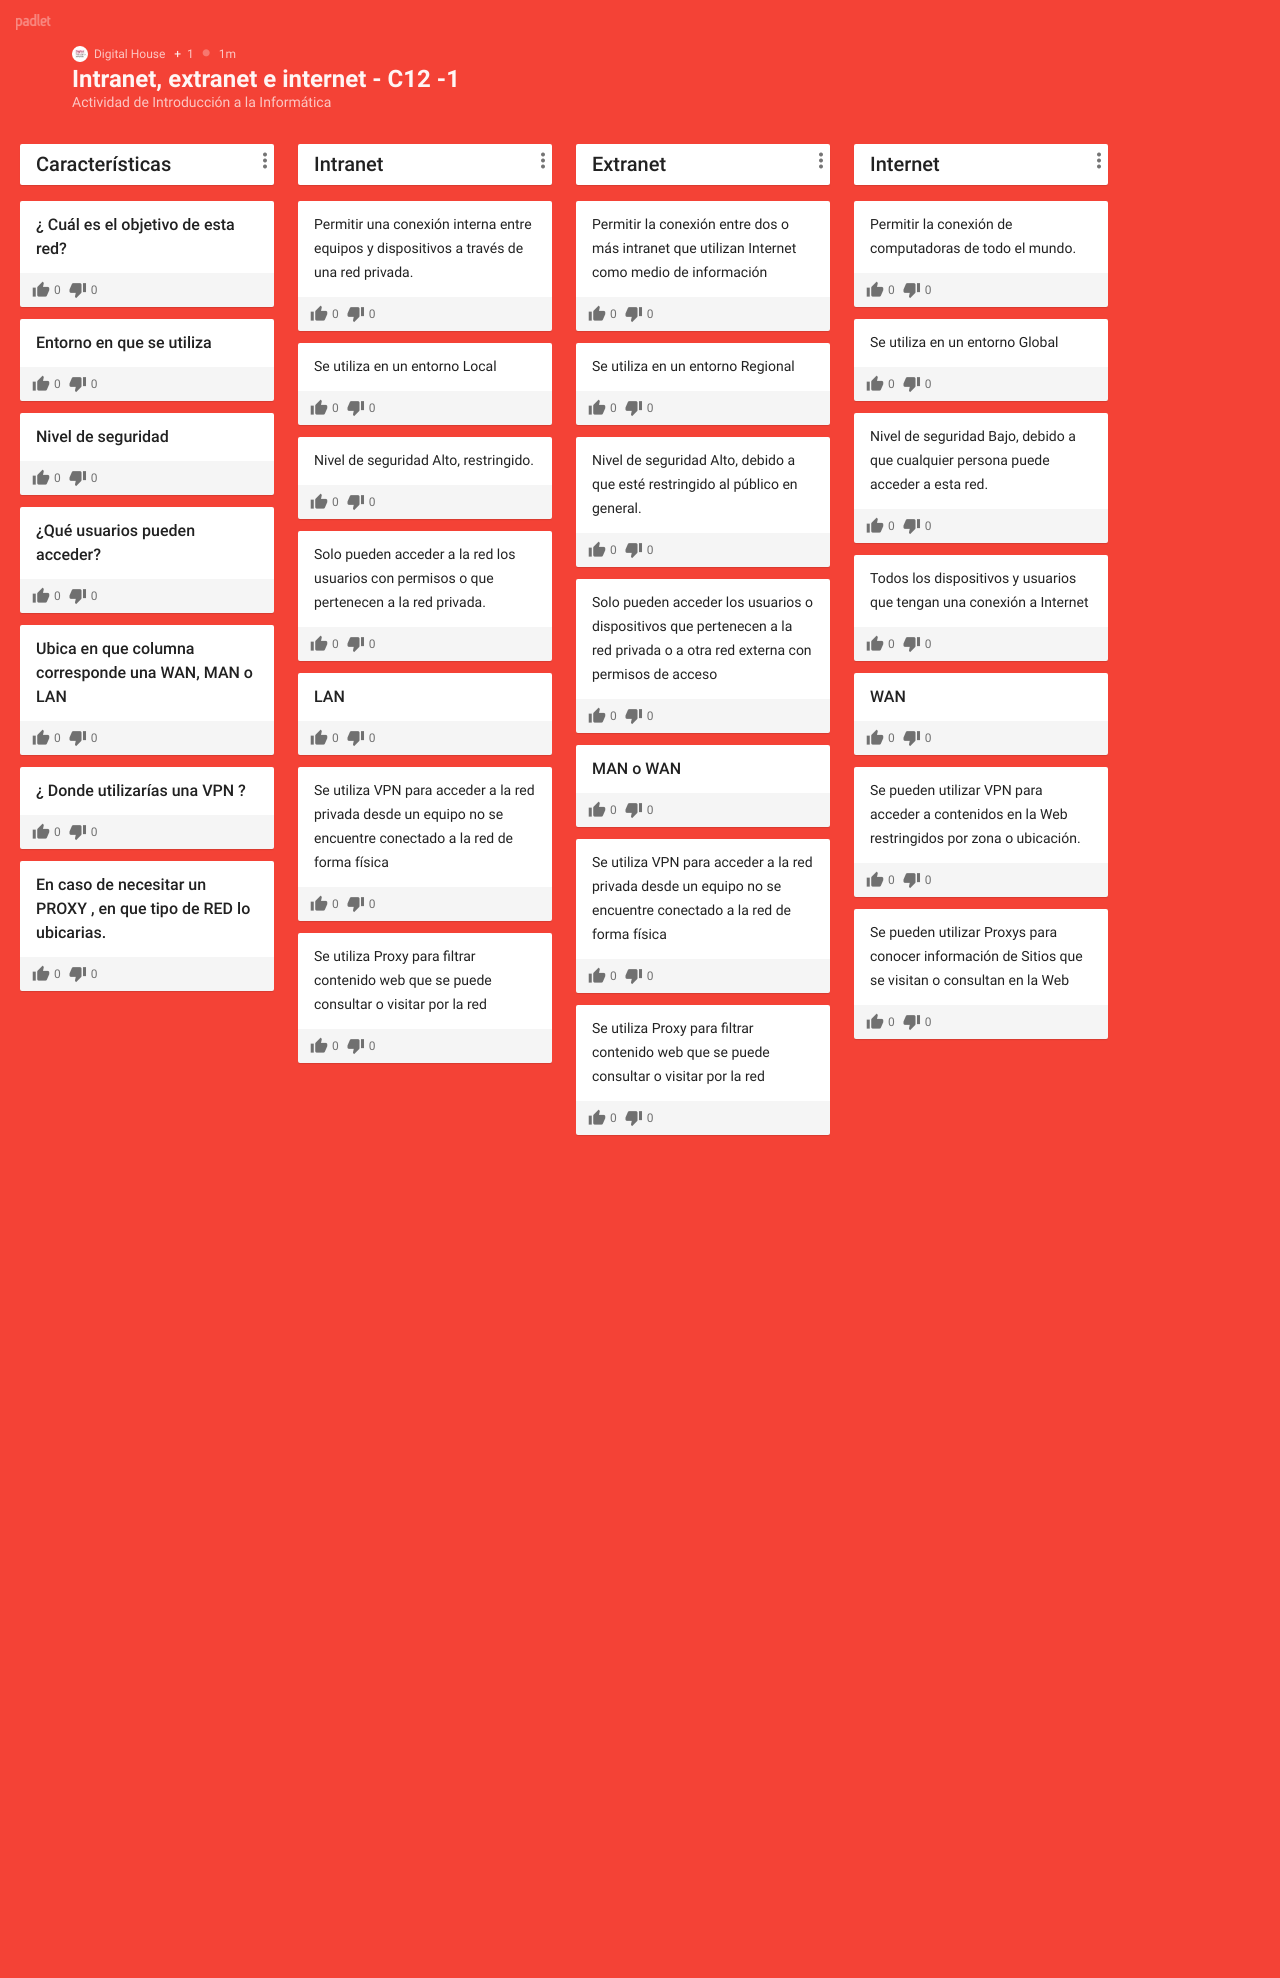 padlet
Digital House + 1 1m
Intranet, extranet e internet - C12 -1
Actividad de Introducción a la Informática
Características
¿ Cuál es el objetivo de esta
red?
0 0
Entorno en que se utiliza
0 0
Nivel de seguridad
0 0
¿Qué usuarios pueden
acceder?
0 0
Ubica en que columna
corresponde una WAN, MAN o
LAN
0 0
¿ Donde utilizarías una VPN ?
0 0
En caso de necesitar un
PROXY , en que tipo de RED lo
ubicarias.
0 0
Intranet
Permitir una conexión interna entre
equipos y dispositivos a través de
una red privada.
0 0
Se utiliza en un entorno Local
0 0
Nivel de seguridad Alto, restringido.
0 0
Solo pueden acceder a la red los
usuarios con permisos o que
pertenecen a la red privada.
0 0
LAN
0 0
Se utiliza VPN para acceder a la red
privada desde un equipo no se
encuentre conectado a la red de
forma física
0 0
Se utiliza Proxy para filtrar
contenido web que se puede
consultar o visitar por la red
0 0
Extranet
Permitir la conexión entre dos o
más intranet que utilizan Internet
como medio de información
0 0
Se utiliza en un entorno Regional
0 0
Nivel de seguridad Alto, debido a
que esté restringido al público en
general.
0 0
Solo pueden acceder los usuarios o
dispositivos que pertenecen a la
red privada o a otra red externa con
permisos de acceso
0 0
MAN o WAN
0 0
Se utiliza VPN para acceder a la red
privada desde un equipo no se
encuentre conectado a la red de
forma física
0 0
Se utiliza Proxy para filtrar
contenido web que se puede
consultar o visitar por la red
0 0
Internet
Permitir la conexión de
computadoras de todo el mundo.
0 0
Se utiliza en un entorno Global
0 0
Nivel de seguridad Bajo, debido a
que cualquier persona puede
acceder a esta red.
0 0
Todos los dispositivos y usuarios
que tengan una conexión a Internet
0 0
WAN
0 0
Se pueden utilizar VPN para
acceder a contenidos en la Web
restringidos por zona o ubicación.
0 0
Se pueden utilizar Proxys para
conocer información de Sitios que
se visitan o consultan en la Web
0 0